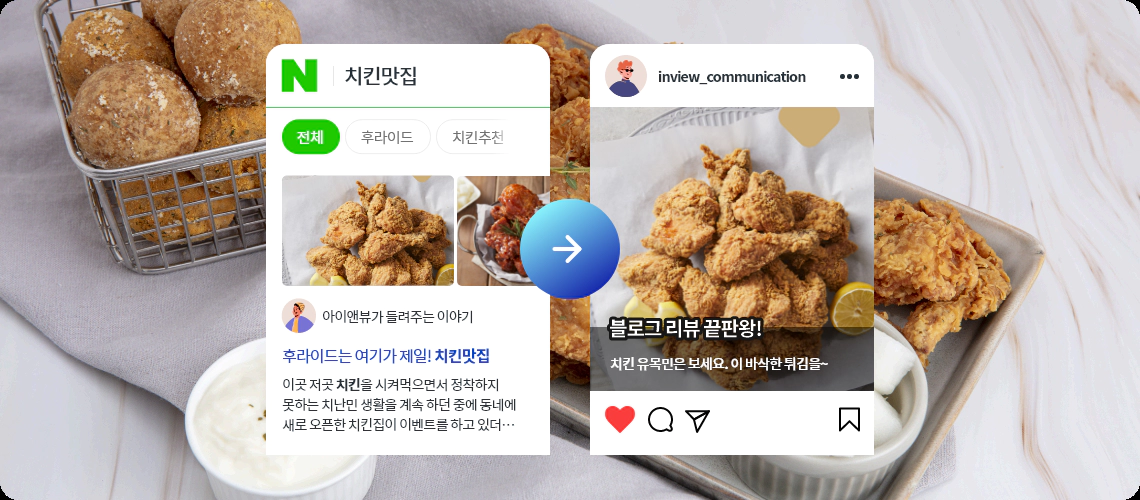 N 치킨맛집
전체 후라이드 치킨추천
아이앤뷰가 들려주는 이야기
후라이드는 여기가 제일! 치킨맛집
이곳 저곳 치킨을 시켜먹으면서 정착하지
못하는 치난민 생활을 계속 하던 중에 동네에
새로 오픈한 치킨집이 이벤트를 하고 있더…
inview_communication
블로그 리뷰 끝판왕!
치킨 유목민은 보세요. 이 바삭한 튀김을~